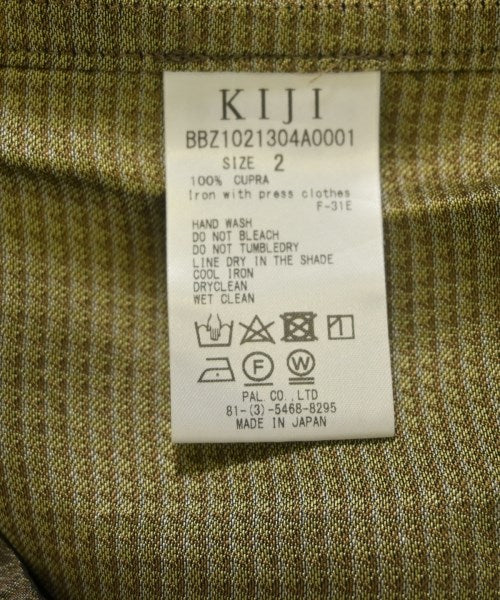 KIJI
BBZ1021304A0001
SIZE 2
100% CUPRA
Iron with press clothes
F-31E
HAND WASH
DO NOT BLEACH
DO NOT TUMBLEDRY
LINE DRY IN THE SHADE
COOL IRON
DRYCLEAN
WET CLEAN
F W
PAL CO.,LTD
81-(3)-5468-8295
MADE IN JAPAN